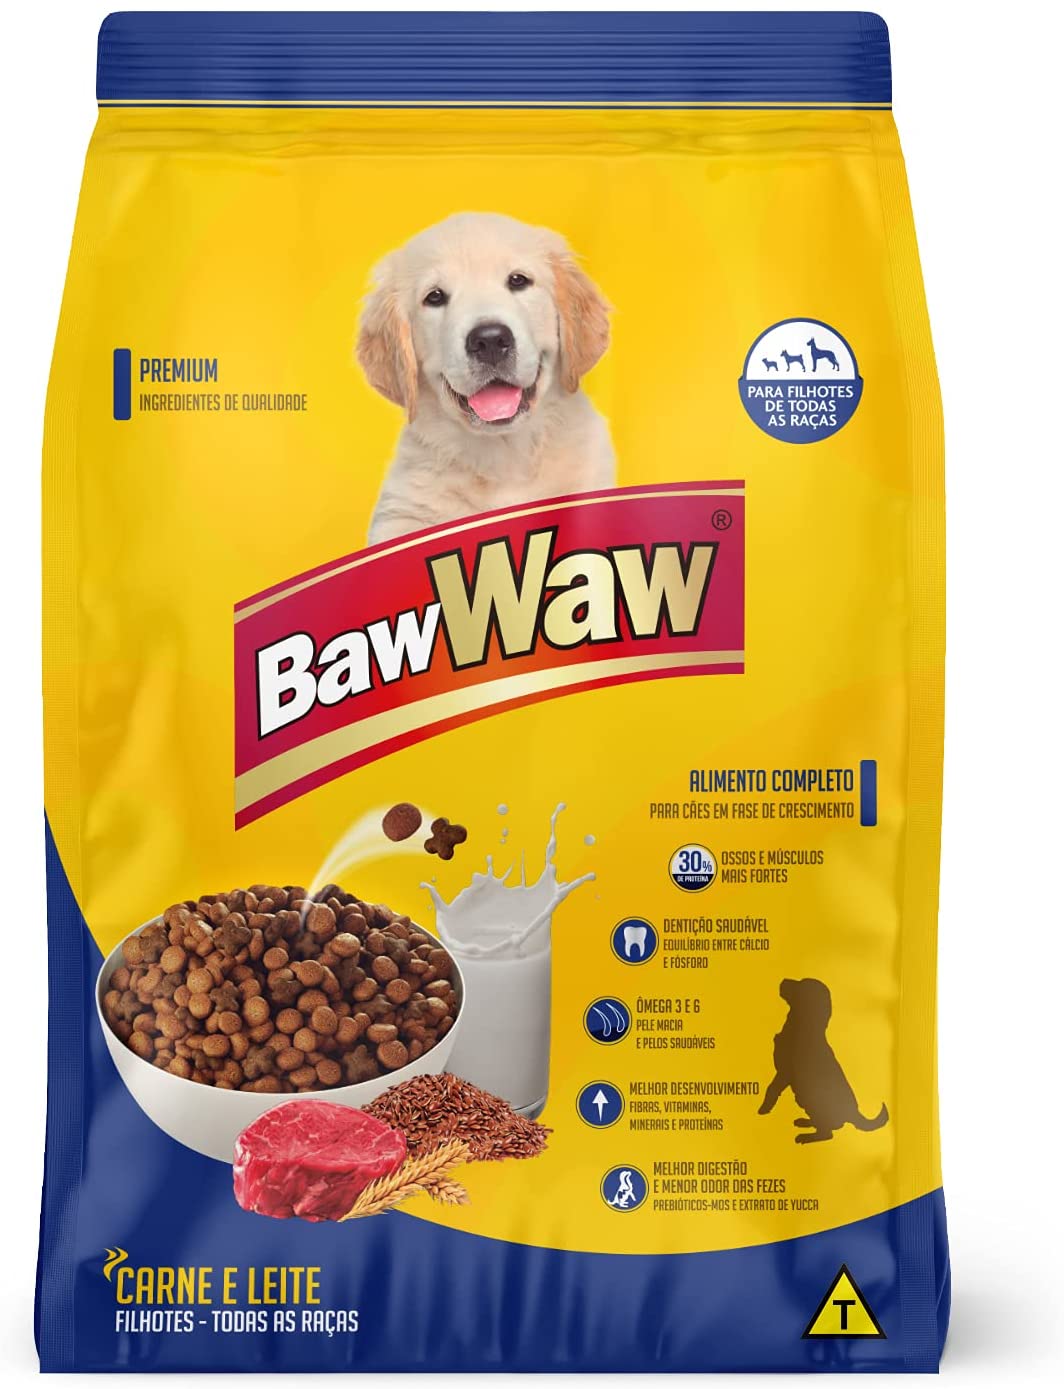 PREMIUM
INGREDIENTES DE QUALIDADE
PARA FILHOTES
DE TODAS
AS RAÇAS
BawWaw®
ALIMENTO COMPLETO
PARA CÃES EM FASE DE CRESCIMENTO
30%
DE PROTEÍNA
OSSOS E MÚSCULOS
MAIS FORTES
DENTIÇÃO SAUDÁVEL
EQUILÍBRIO ENTRE CÁLCIO
E FÓSFORO
ÔMEGA 3 E 6
PELE MACIA
E PELOS SAUDÁVEIS
MELHOR DESENVOLVIMENTO
FIBRAS, VITAMINAS,
MINERAIS E PROTEÍNAS
MELHOR DIGESTÃO
E MENOR ODOR DAS FEZES
PREBIÓTICOS-MOS E EXTRATO DE YUCCA
CARNE E LEITE
FILHOTES - TODAS AS RAÇAS
T